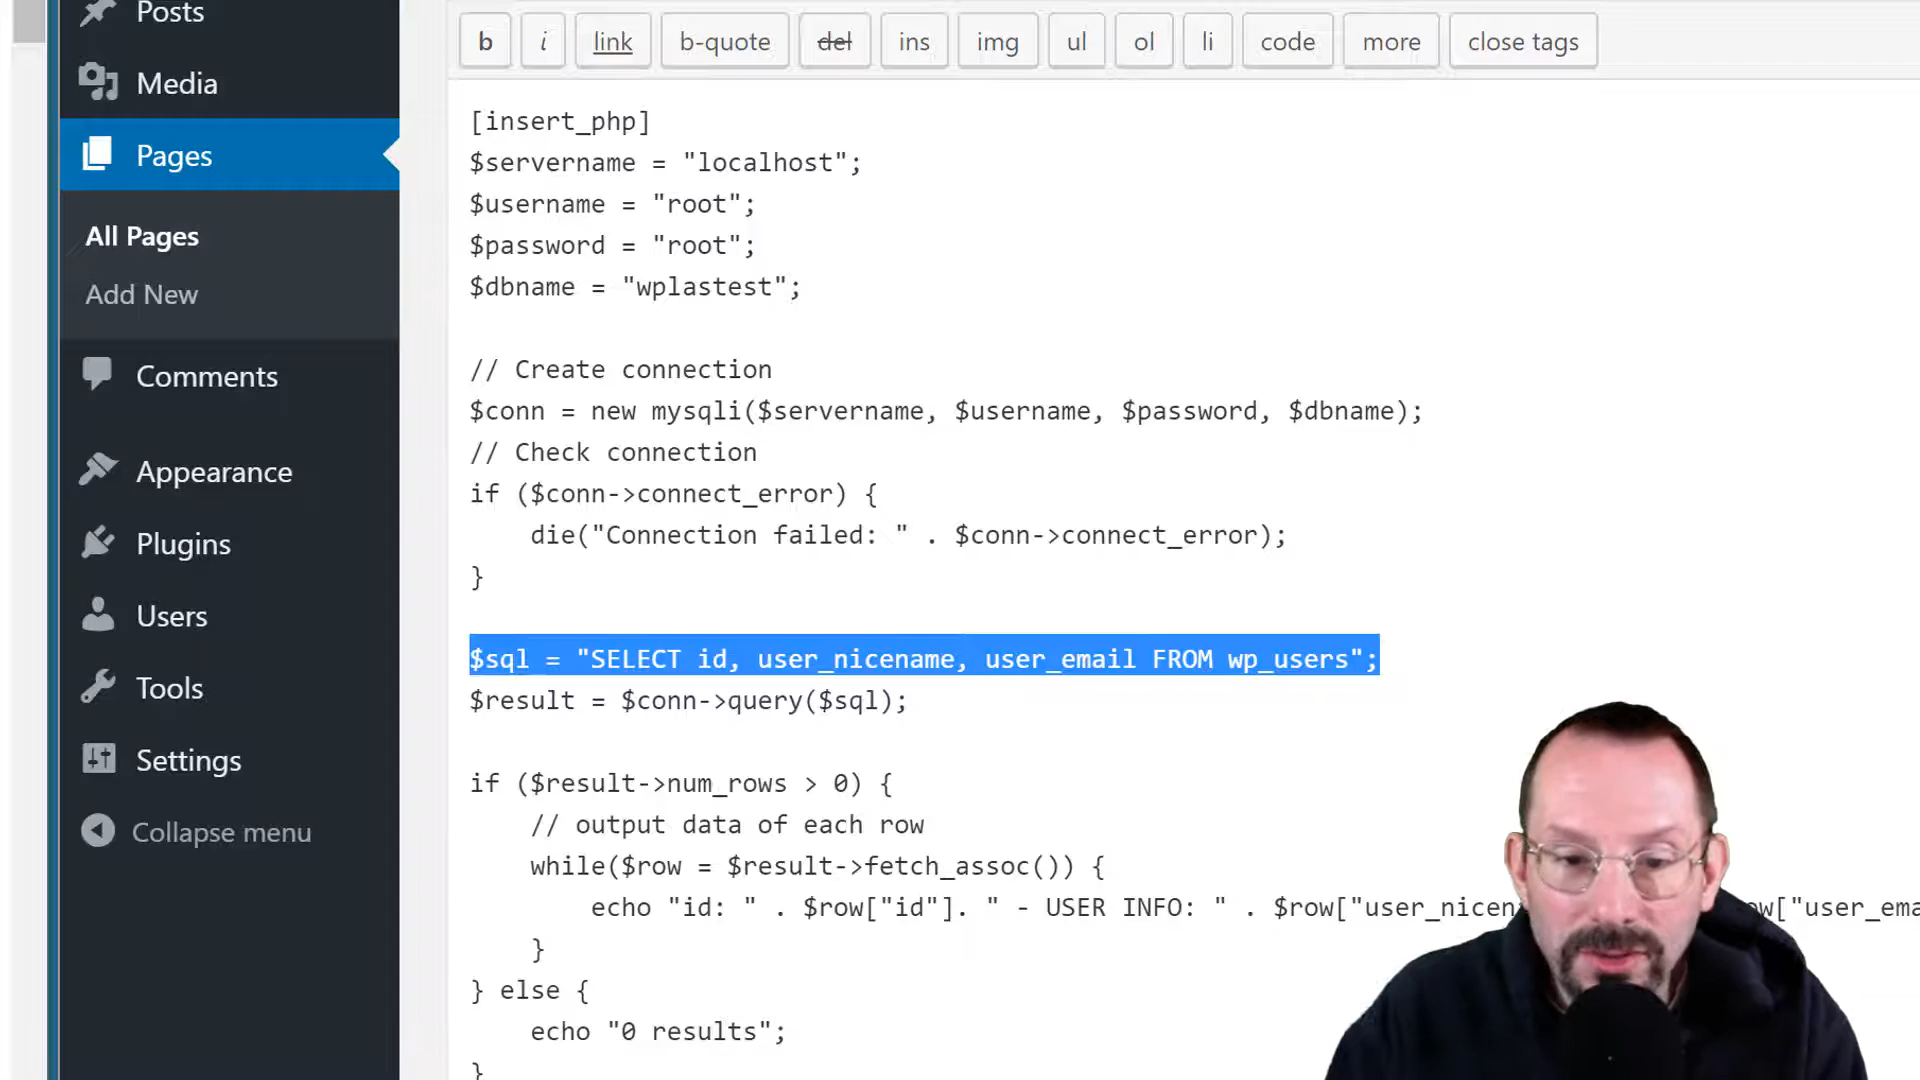 Posts
Media
Pages
All Pages
Add New
Comments
Appearance
Plugins
Users
Tools
Settings
Collapse menu
b i link b-quote del ins img ul ol li code more close tags
[insert_php]
$servername = "localhost";
$username = "root";
$password = "root";
$dbname = "wplastest";
// Create connection
$conn = new mysqli($servername, $username, $password, $dbname);
// Check connection
if ($conn->connect_error) {
die("Connection failed: " . $conn->connect_error);
}
$sql = "SELECT id, user_nicename, user_email FROM wp_users";
$result = $conn->query($sql);
if ($result->num_rows > 0) {
// output data of each row
while($row = $result->fetch_assoc()) {
echo "id: " . $row["id"]. " - USER INFO: " . $row["user_nicen ow["user_ema
}
} else {
echo "0 results";
}